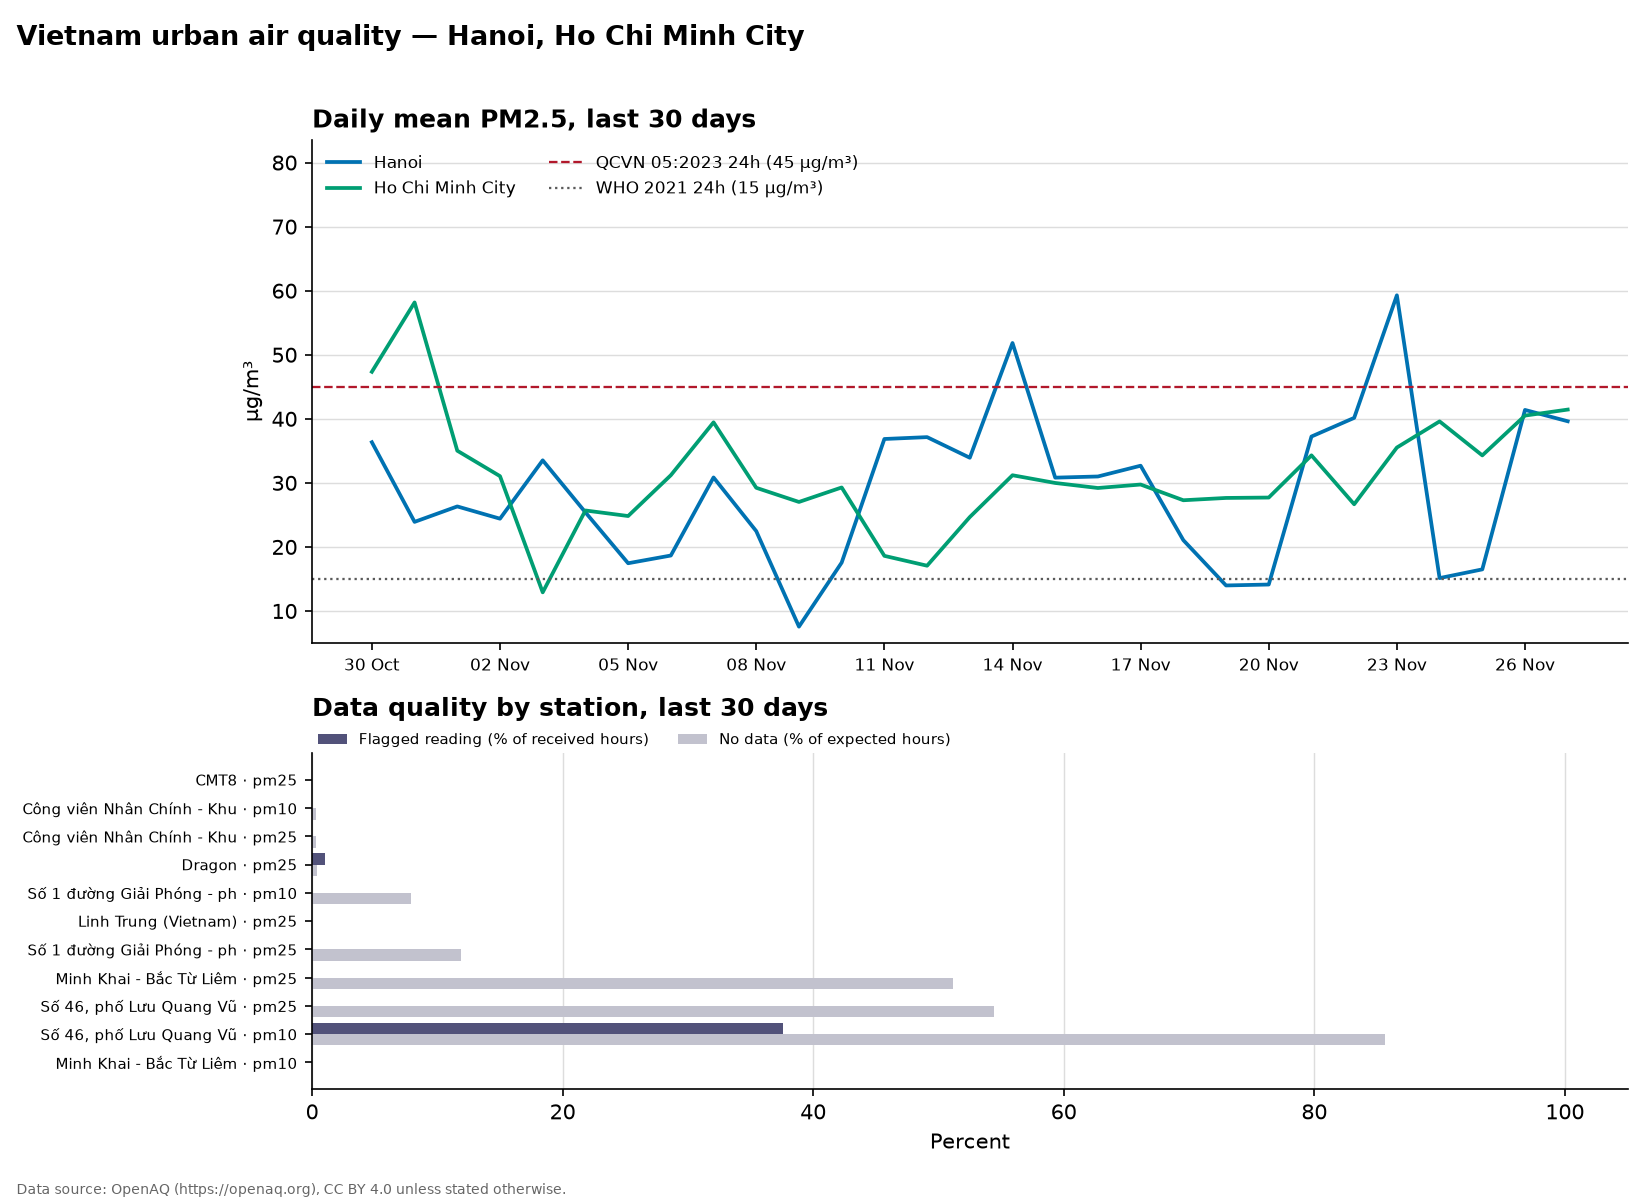 Vietnam urban air quality — Hanoi, Ho Chi Minh City
Daily mean PM2.5, last 30 days
Hanoi
Ho Chi Minh City
QCVN 05:2023 24h (45 µg/m³)
WHO 2021 24h (15 µg/m³)
µg/m³
80
70
60
50
40
30
20
10
30 Oct
02 Nov
05 Nov
08 Nov
11 Nov
14 Nov
17 Nov
20 Nov
23 Nov
26 Nov
Data quality by station, last 30 days
Flagged reading (% of received hours)
No data (% of expected hours)
CMT8 · pm25
Công viên Nhân Chính - Khu · pm10
Công viên Nhân Chính - Khu · pm25
Dragon · pm25
Số 1 đường Giải Phóng - ph · pm10
Linh Trung (Vietnam) · pm25
Số 1 đường Giải Phóng - ph · pm25
Minh Khai - Bắc Từ Liêm · pm25
Số 46, phố Lưu Quang Vũ · pm25
Số 46, phố Lưu Quang Vũ · pm10
Minh Khai - Bắc Từ Liêm · pm10
0
20
40
60
80
100
Percent
Data source: OpenAQ (https://openaq.org), CC BY 4.0 unless stated otherwise.